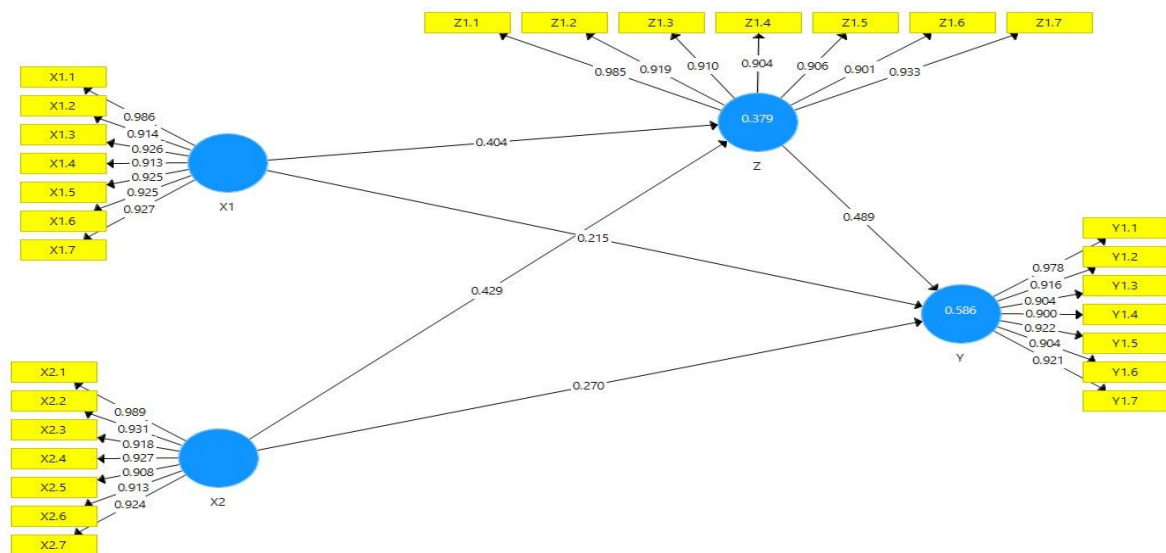 Z1.1 Z1.2 Z1.3 Z1.4 Z1.5 Z1.6 Z1.7
0.985 0.919 0.910 0.904 0.906 0.901 0.933
0.379
Z
X1.1
X1.2
X1.3
X1.4
X1.5
X1.6
X1.7
0.986
0.914
0.926
0.913
0.925
0.925
0.927
X1
0.404
0.215
0.429
0.489
0.270
Y1.1
Y1.2
Y1.3
Y1.4
Y1.5
Y1.6
Y1.7
0.978
0.916
0.904
0.900
0.922
0.904
0.921
0.586
Y
X2.1
X2.2
X2.3
X2.4
X2.5
X2.6
X2.7
0.989
0.931
0.918
0.927
0.908
0.913
0.924
X2